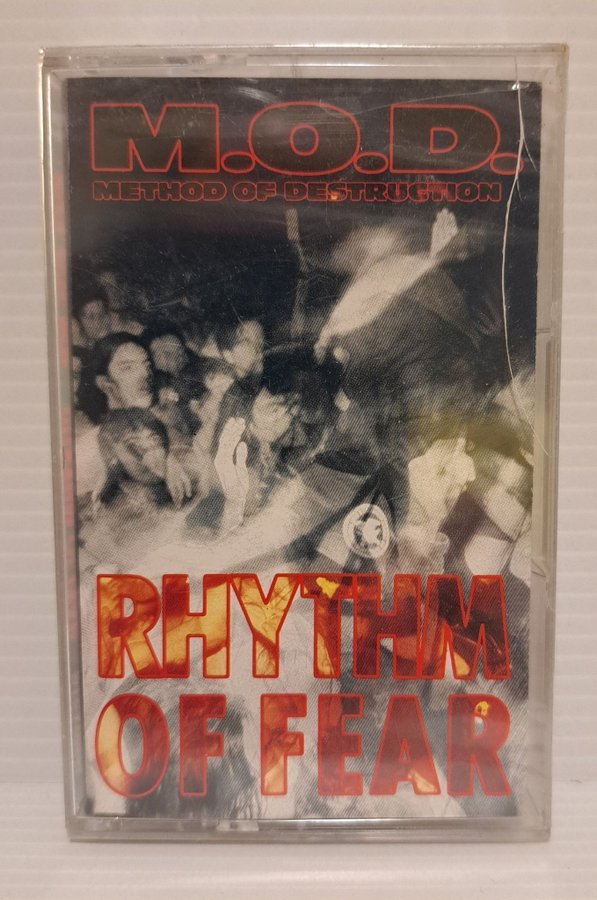 M.O.D.
METHOD OF DESTRUCTION
RHYTHM
OF FEAR